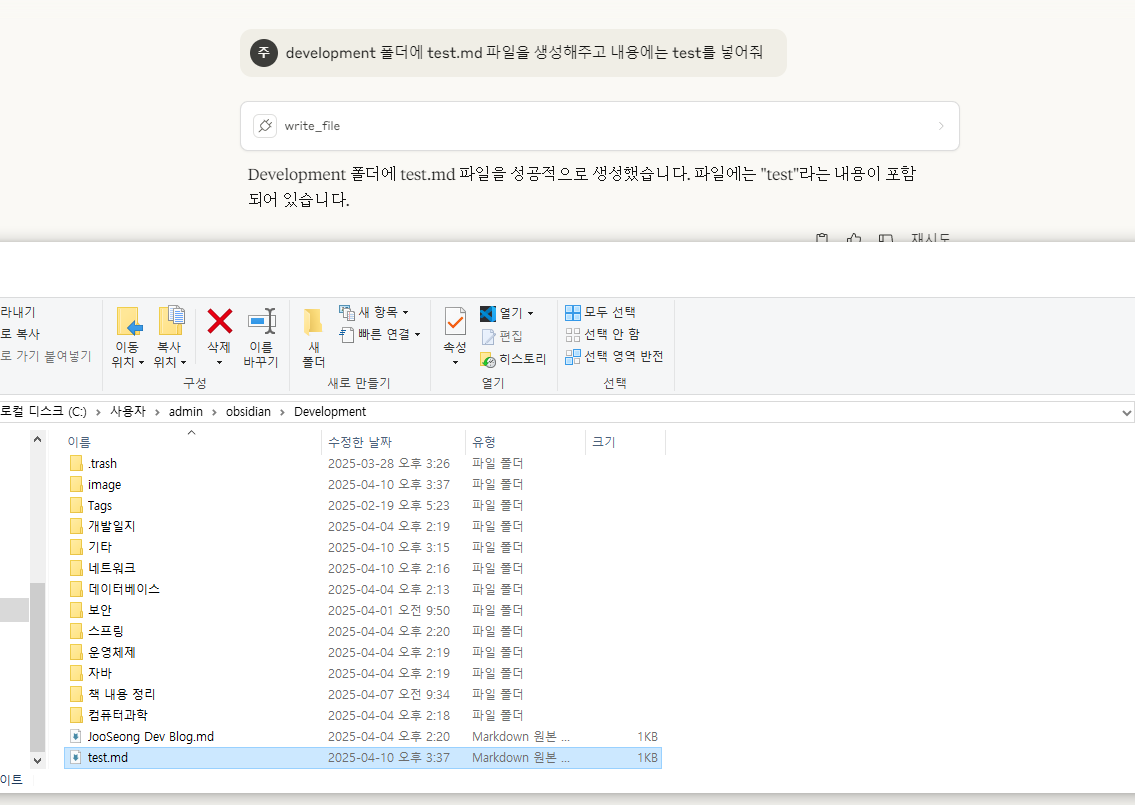 주 development 폴더에 test.md 파일을 생성해주고 내용에는 test를 넣어줘
write_file
Development 폴더에 test.md 파일을 성공적으로 생성했습니다. 파일에는 "test"라는 내용이 포함
되어 있습니다.
재시도
라내기
로 복사
로 가기 붙여넣기
이동 위치
복사 위치
삭제
이름 바꾸기
구성
새 폴더
새 항목
빠른 연결
새로 만들기
속성
열기
편집
히스토리
열기
모두 선택
선택 안 함
선택 영역 반전
선택
로컬 디스크 (C:) › 사용자 › admin › obsidian › Development
이름 수정한 날짜 유형 크기
.trash 2025-03-28 오후 3:26 파일 폴더
image 2025-04-10 오후 3:37 파일 폴더
Tags 2025-02-19 오후 5:23 파일 폴더
개발일지 2025-04-04 오후 2:19 파일 폴더
기타 2025-04-10 오후 3:15 파일 폴더
네트워크 2025-04-10 오후 2:16 파일 폴더
데이터베이스 2025-04-04 오후 2:13 파일 폴더
보안 2025-04-01 오전 9:50 파일 폴더
스프링 2025-04-04 오후 2:20 파일 폴더
운영체제 2025-04-04 오후 2:19 파일 폴더
자바 2025-04-04 오후 2:19 파일 폴더
책 내용 정리 2025-04-07 오전 9:34 파일 폴더
컴퓨터과학 2025-04-04 오후 2:18 파일 폴더
JooSeong Dev Blog.md 2025-04-04 오후 2:20 Markdown 원본 ... 1KB
test.md 2025-04-10 오후 3:37 Markdown 원본 ... 1KB
이트